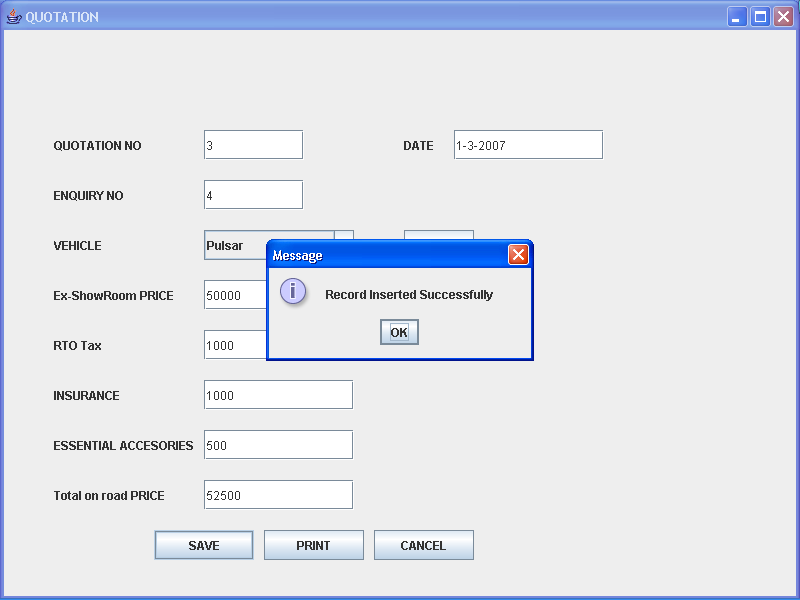 QUOTATION
QUOTATION NO 3 DATE 1-3-2007
ENQUIRY NO 4
VEHICLE Pulsar
Message
Ex-ShowRoom PRICE 50000
Record Inserted Successfully
OK
RTO Tax 1000
INSURANCE 1000
ESSENTIAL ACCESORIES 500
Total on road PRICE 52500
SAVE PRINT CANCEL